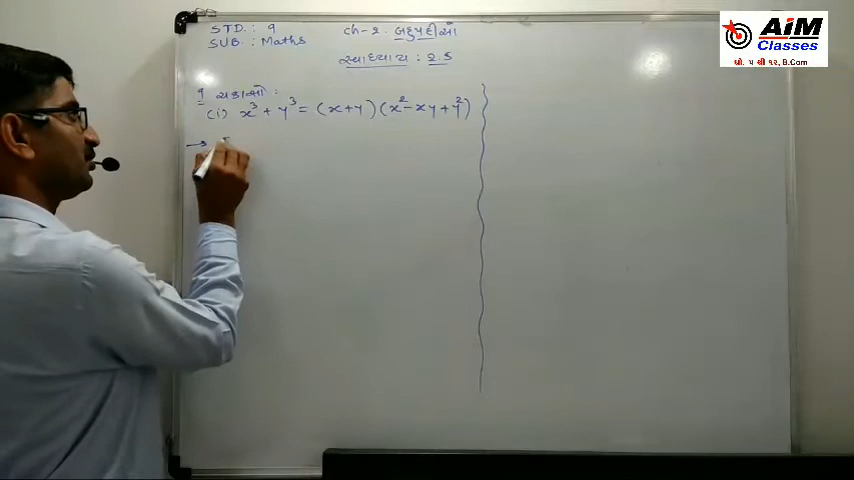 STD. : 9
SUB. : Maths
ch-2. બહુપદીઓ
સ્વાધ્યાય : 2.5
૧ ચકાસો :
(i) x³ + y³ = (x+y)(x² - xy + y²)
→
AiM
Classes
ધો. ૫ થી ૧૨, B.Com